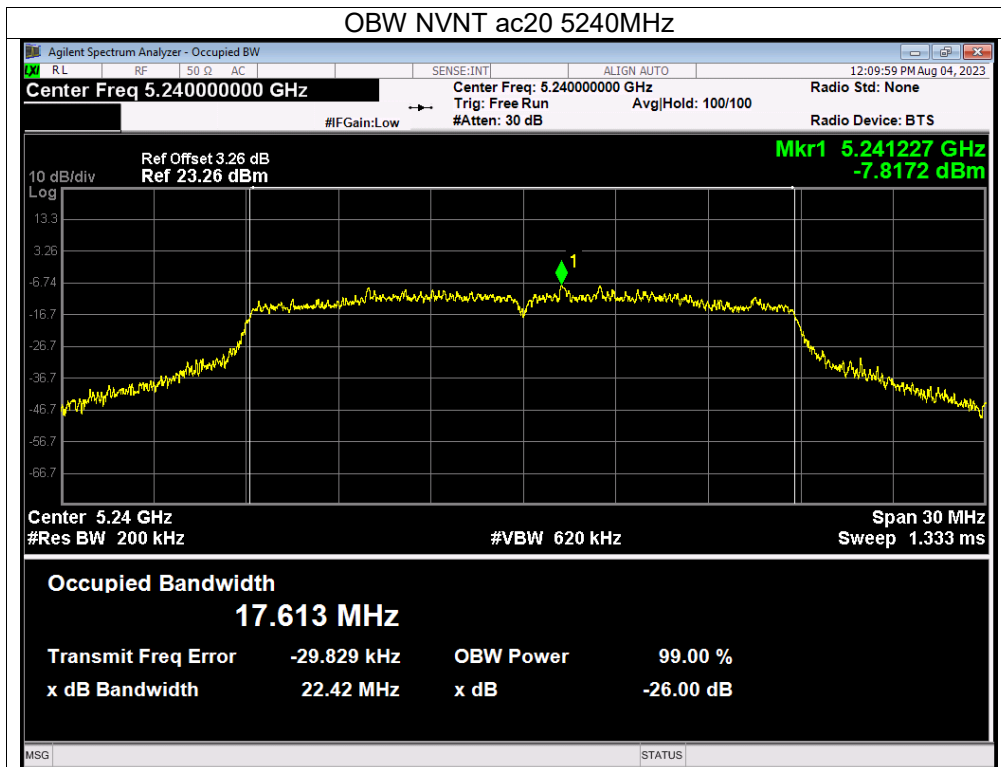 OBW NVNT ac20 5240MHz
Agilent Spectrum Analyzer - Occupied BW
LXI RL RF 50 Ω AC SENSE:INT ALIGN AUTO 12:09:59 PM Aug 04, 2023
Center Freq 5.240000000 GHz Center Freq: 5.240000000 GHz Radio Std: None
Trig: Free Run Avg|Hold: 100/100
#IFGain:Low #Atten: 30 dB Radio Device: BTS
Mkr1 5.241227 GHz
-7.8172 dBm
Ref Offset 3.26 dB
10 dB/div Ref 23.26 dBm
Log
13.3
3.26
1
-6.74
-16.7
-26.7
-36.7
-46.7
-56.7
-66.7
Center 5.24 GHz Span 30 MHz
#Res BW 200 kHz #VBW 620 kHz Sweep 1.333 ms
Occupied Bandwidth
17.613 MHz
Transmit Freq Error -29.829 kHz OBW Power 99.00 %
x dB Bandwidth 22.42 MHz x dB -26.00 dB
MSG STATUS